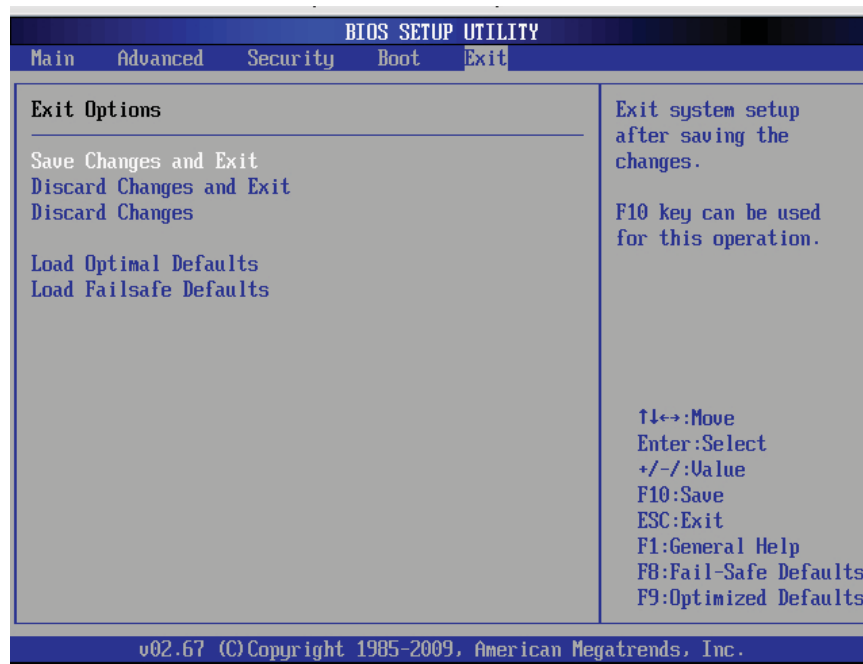 BIOS SETUP UTILITY
Main Advanced Security Boot Exit
Exit Options
Save Changes and Exit
Discard Changes and Exit
Discard Changes
Load Optimal Defaults
Load Failsafe Defaults
Exit system setup
after saving the
changes.
F10 key can be used
for this operation.
↑↓←→:Move
Enter:Select
+/-/:Value
F10:Save
ESC:Exit
F1:General Help
F8:Fail-Safe Defaults
F9:Optimized Defaults
v02.67 (C)Copyright 1985-2009, American Megatrends, Inc.